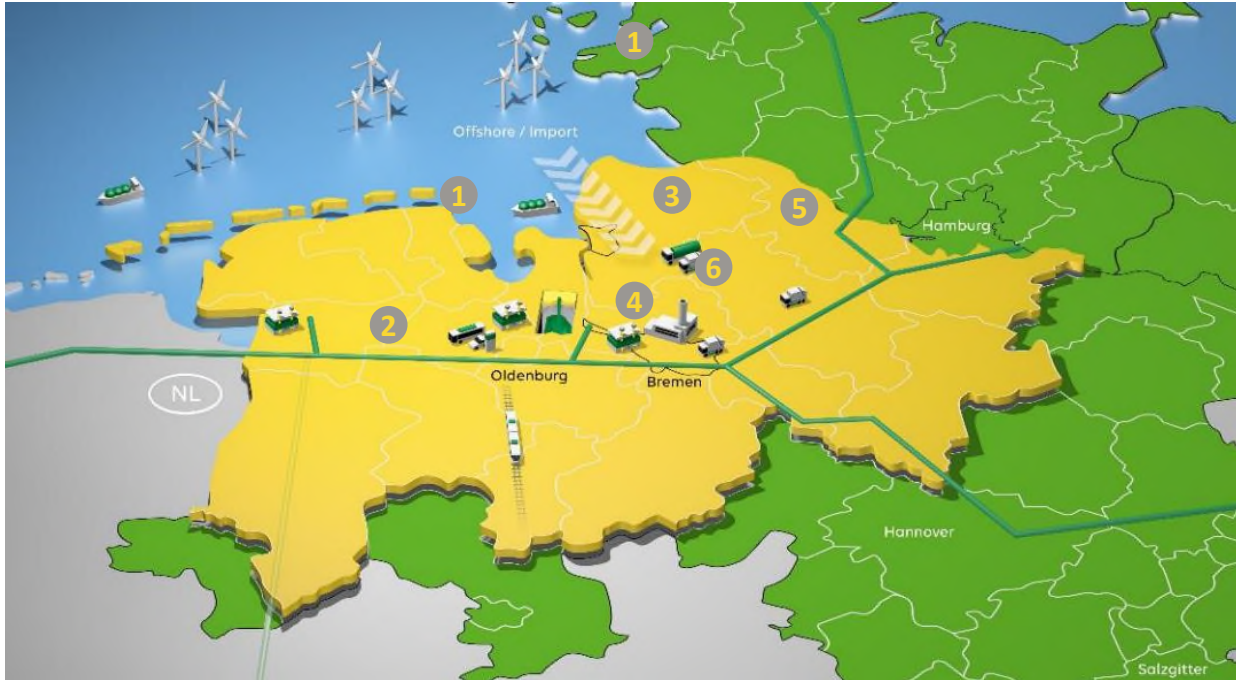 1
Offshore / Import
1
3
5
Hamburg
6
4
2
Oldenburg
Bremen
NL
Hannover
Salzgitter